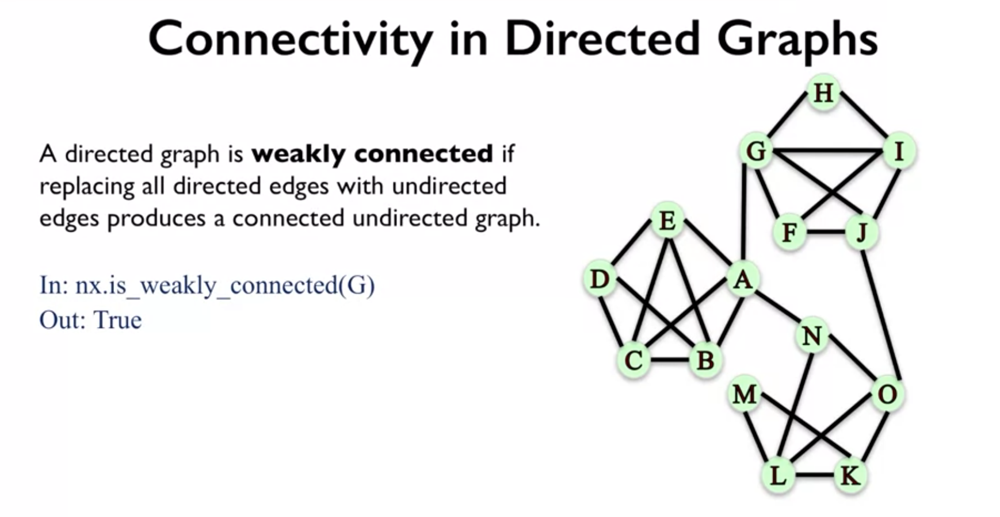 Connectivity in Directed Graphs
A directed graph is weakly connected if
replacing all directed edges with undirected
edges produces a connected undirected graph.
In: nx.is_weakly_connected(G)
Out: True
H
G
I
F
J
E
D
A
C
B
N
M
O
L
K